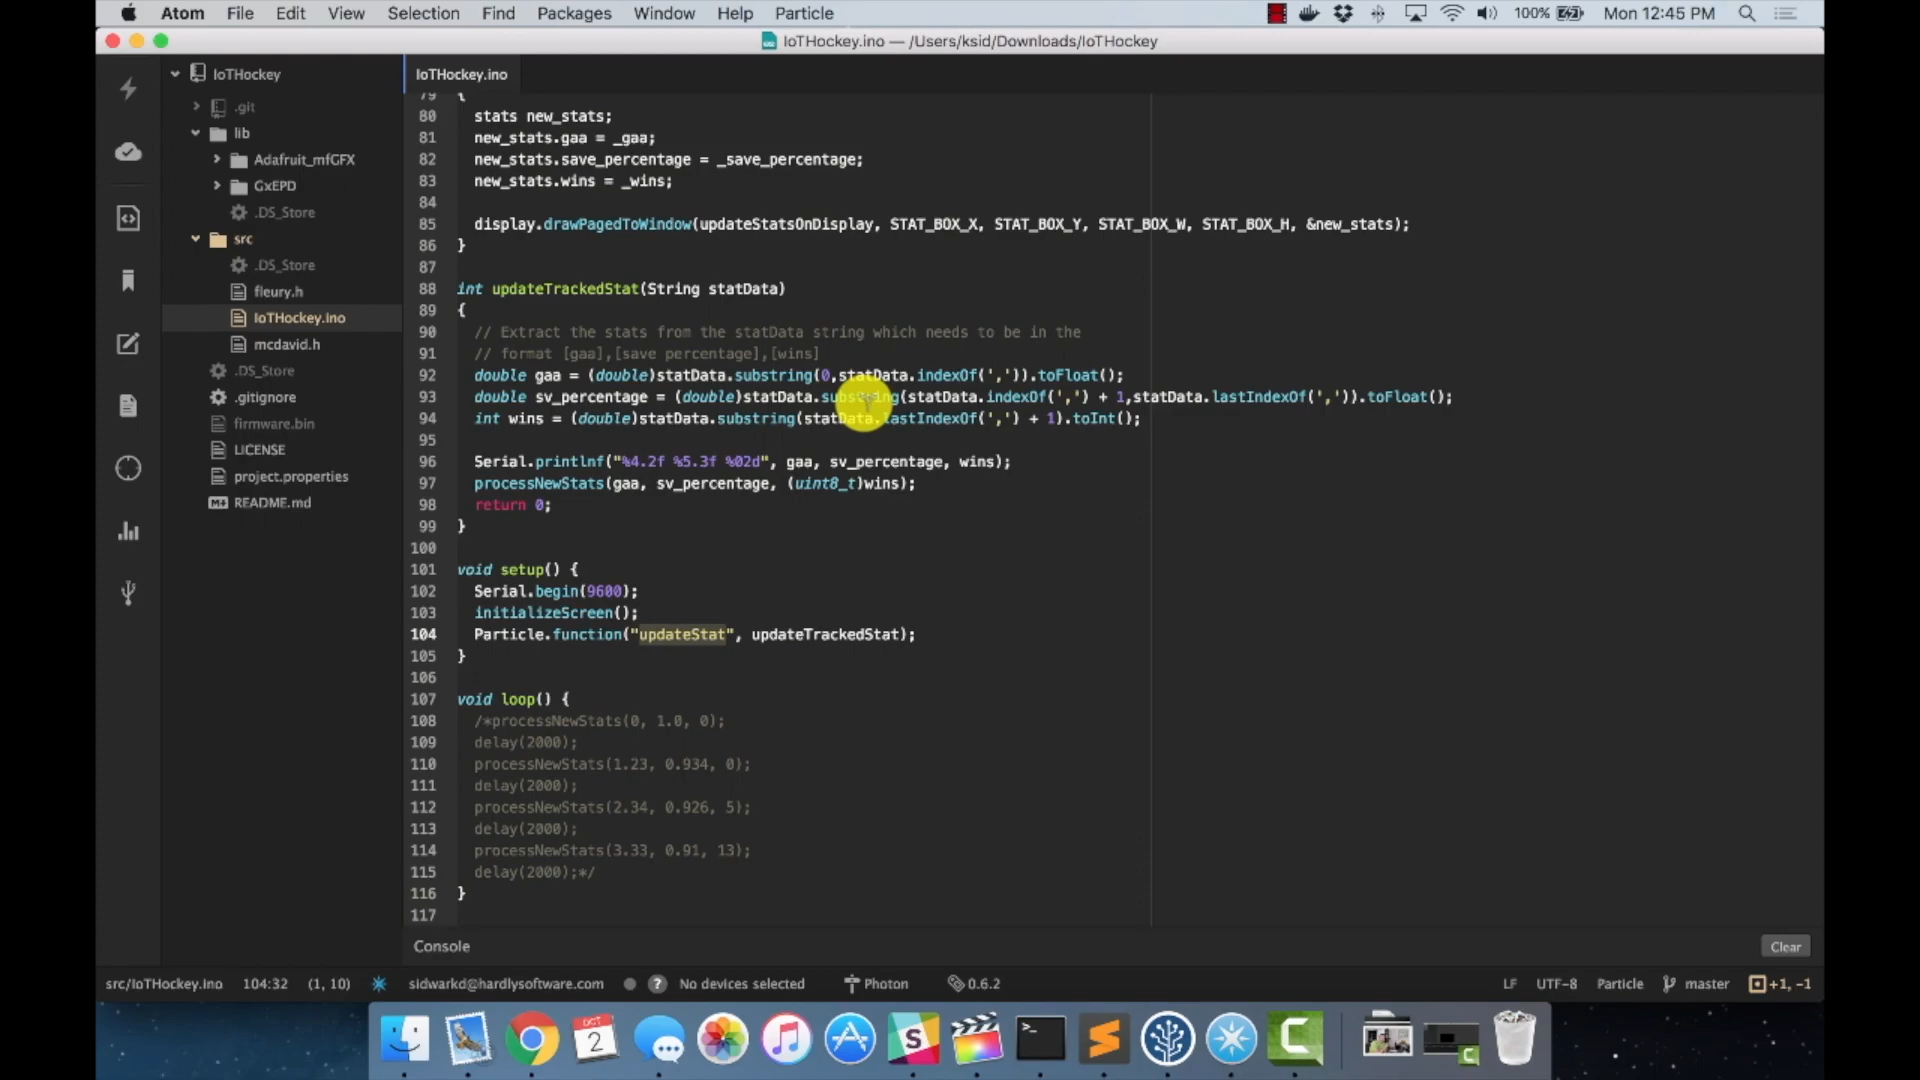 Atom File Edit View Selection Find Packages Window Help Particle 100% Mon 12:45 PM
IoTHockey.ino — /Users/ksid/Downloads/IoTHockey
IoTHockey
.git
lib
Adafruit_mfGFX
GxEPD
.DS_Store
src
.DS_Store
fleury.h
IoTHockey.ino
mcdavid.h
.DS_Store
.gitignore
firmware.bin
LICENSE
project.properties
README.md
IoTHockey.ino
79 {
80 stats new_stats;
81 new_stats.gaa = _gaa;
82 new_stats.save_percentage = _save_percentage;
83 new_stats.wins = _wins;
84
85 display.drawPagedToWindow(updateStatsOnDisplay, STAT_BOX_X, STAT_BOX_Y, STAT_BOX_W, STAT_BOX_H, &new_stats);
86 }
87
88 int updateTrackedStat(String statData)
89 {
90 // Extract the stats from the statData string which needs to be in the
91 // format [gaa],[save percentage],[wins]
92 double gaa = (double)statData.substring(0,statData.indexOf(',')).toFloat();
93 double sv_percentage = (double)statData.substring(statData.indexOf(',') + 1,statData.lastIndexOf(',')).toFloat();
94 int wins = (double)statData.substring(statData.lastIndexOf(',') + 1).toInt();
95
96 Serial.printlnf("%4.2f %5.3f %02d", gaa, sv_percentage, wins);
97 processNewStats(gaa, sv_percentage, (uint8_t)wins);
98 return 0;
99 }
100
101 void setup() {
102 Serial.begin(9600);
103 initializeScreen();
104 Particle.function("updateStat", updateTrackedStat);
105 }
106
107 void loop() {
108 /*processNewStats(0, 1.0, 0);
109 delay(2000);
110 processNewStats(1.23, 0.934, 0);
111 delay(2000);
112 processNewStats(2.34, 0.926, 5);
113 delay(2000);
114 processNewStats(3.33, 0.91, 13);
115 delay(2000);*/
116 }
117
Console Clear
src/IoTHockey.ino 104:32 (1, 10) sidwarkd@hardlysoftware.com ? No devices selected Photon 0.6.2 LF UTF-8 Particle master +1, -1
OCT
2
S
C